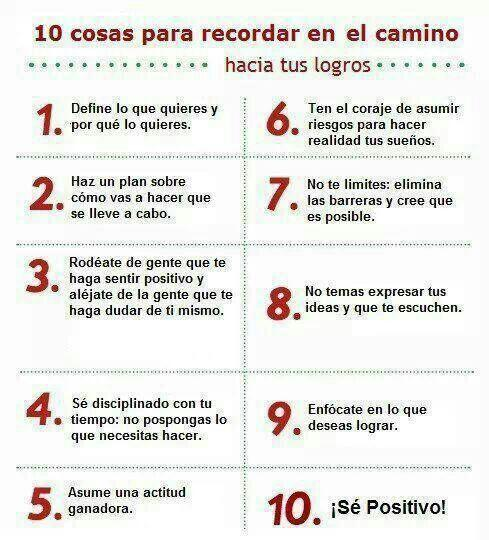 10 cosas para recordar en el camino
hacia tus logros
1. Define lo que quieres y
por qué lo quieres.
2. Haz un plan sobre
cómo vas a hacer que
se lleve a cabo.
3. Rodéate de gente que te
haga sentir positivo y
aléjate de la gente que te
haga dudar de ti mismo.
4. Sé disciplinado con tu
tiempo: no pospongas lo
que necesitas hacer.
5. Asume una actitud
ganadora.
6. Ten el coraje de asumir
riesgos para hacer
realidad tus sueños.
7. No te limites: elimina
las barreras y cree que
es posible.
8. No temas expresar tus
ideas y que te escuchen.
9. Enfócate en lo que
deseas lograr.
10. ¡Sé Positivo!